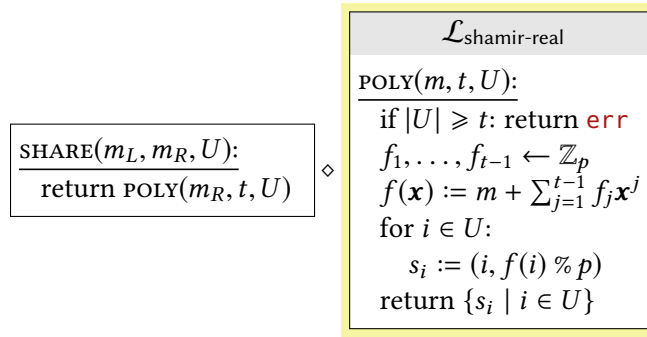 SHARE(m_L, m_R, U):
return POLY(m_R, t, U)
⋄
𝓛_shamir-real
POLY(m, t, U):
if |U| ⩾ t: return err
f_1, . . . , f_{t−1} ← ℤ_p
f(𝒙) := m + ∑_{j=1}^{t−1} f_j 𝒙^j
for i ∈ U:
s_i := (i, f(i) % p)
return {s_i | i ∈ U}